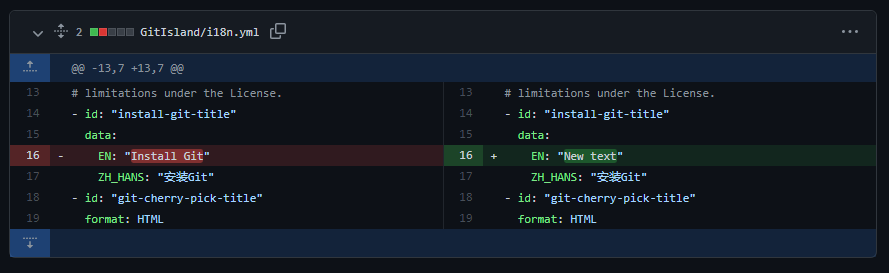 2 GitIsland/i18n.yml
@@ -13,7 +13,7 @@
13 # limitations under the License.
14 - id: "install-git-title"
15 data:
16 - EN: "Install Git"
17 ZH_HANS: "安装Git"
18 - id: "git-cherry-pick-title"
19 format: HTML
13 # limitations under the License.
14 - id: "install-git-title"
15 data:
16 + EN: "New text"
17 ZH_HANS: "安装Git"
18 - id: "git-cherry-pick-title"
19 format: HTML